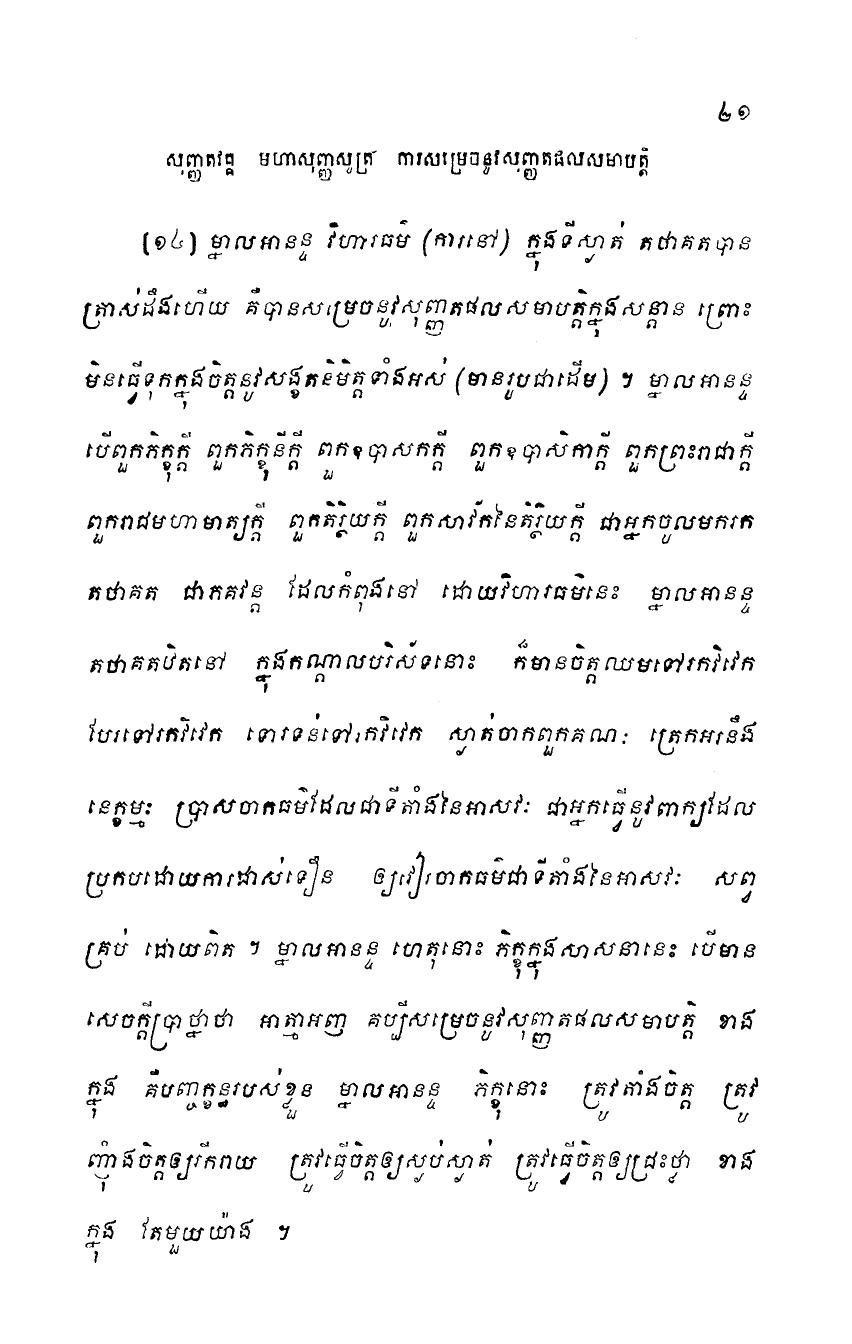 ៤១
សុញ្ញតវគ្គ មហាសុញ្ញសូត្រ ការសម្រេចនូវសុញ្ញតផលសមាបត្តិ
(១៤) ម្នាលអានន្ទ វិហារធម៌ (ការនៅ) ក្នុងទីស្ងាត់ តថាគតបាន
ត្រាស់ដឹងហើយ គឺបានសម្រេចនូវសុញ្ញតផលសមាបត្តិក្នុងសន្តាន ព្រោះ
មិនធ្វើទុកក្នុងចិត្តនូវសង្ខតនិមិត្តទាំងអស់ (មានរូបជាដើម) ។ ម្នាលអានន្ទ
បើពួកភិក្ខុក្តី ពួកភិក្ខុនីក្តី ពួកឧបាសកក្តី ពួកឧបាសិកាក្តី ពួកព្រះរាជាក្តី
ពួករាជមហាមាត្យក្តី ពួកតិរ្ថិយក្តី ពួកសាវ័កនៃតិរ្ថិយក្តី ជាអ្នកចូលមករក
តថាគត ជាភគវន្ត ដែលកំពុងនៅ ដោយវិហារធម៌នេះ ម្នាលអានន្ទ
តថាគតឋិតនៅ ក្នុងកណ្តាលបរិស័ទនោះ ក៏មានចិត្តឈមទៅរកវិវេក
បែរទៅរកវិវេក ទោរទន់ទៅរកវិវេក ស្ងាត់ចាកពួកគណៈ ត្រេកអរនឹង
នេក្ខម្មៈ ប្រាសចាកធម៌ដែលជាទីតាំងនៃអាសវៈ ជាអ្នកធ្វើនូវពាក្យដែល
ប្រកបដោយការដាស់ទឿន ឲ្យវៀរចាកធម៌ជាទីតាំងនៃអាសវៈ សព្វ
គ្រប់ ដោយពិត ។ ម្នាលអានន្ទ ហេតុនោះ ភិក្ខុក្នុងសាសនានេះ បើមាន
សេចក្តីប្រាថ្នាថា អាត្មាអញ គប្បីសម្រេចនូវសុញ្ញតផលសមាបត្តិ ខាង
ក្នុង គឺបញ្ចក្ខន្ធរបស់ខ្លួន ម្នាលអានន្ទ ភិក្ខុនោះ ត្រូវតាំងចិត្ត ត្រូវ
ញុំាងចិត្តឲ្យរីករាយ ត្រូវធ្វើចិត្តឲ្យស្ងប់ស្ងាត់ ត្រូវធ្វើចិត្តឲ្យជ្រះថ្លា ខាង
ក្នុង តែមួយយ៉ាង ។